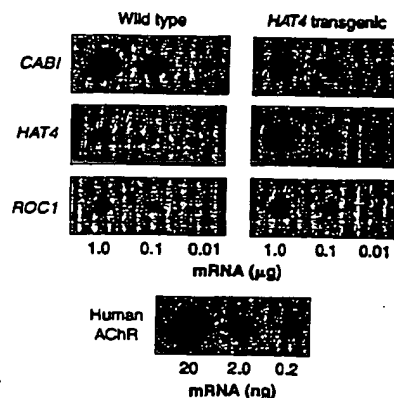 Wild type HAT4 transgenic
CABI
HAT4
ROC1
1.0 0.1 0.01 1.0 0.1 0.01
mRNA (μg)
Human
AChR
20 2.0 0.2
mRNA (ng)